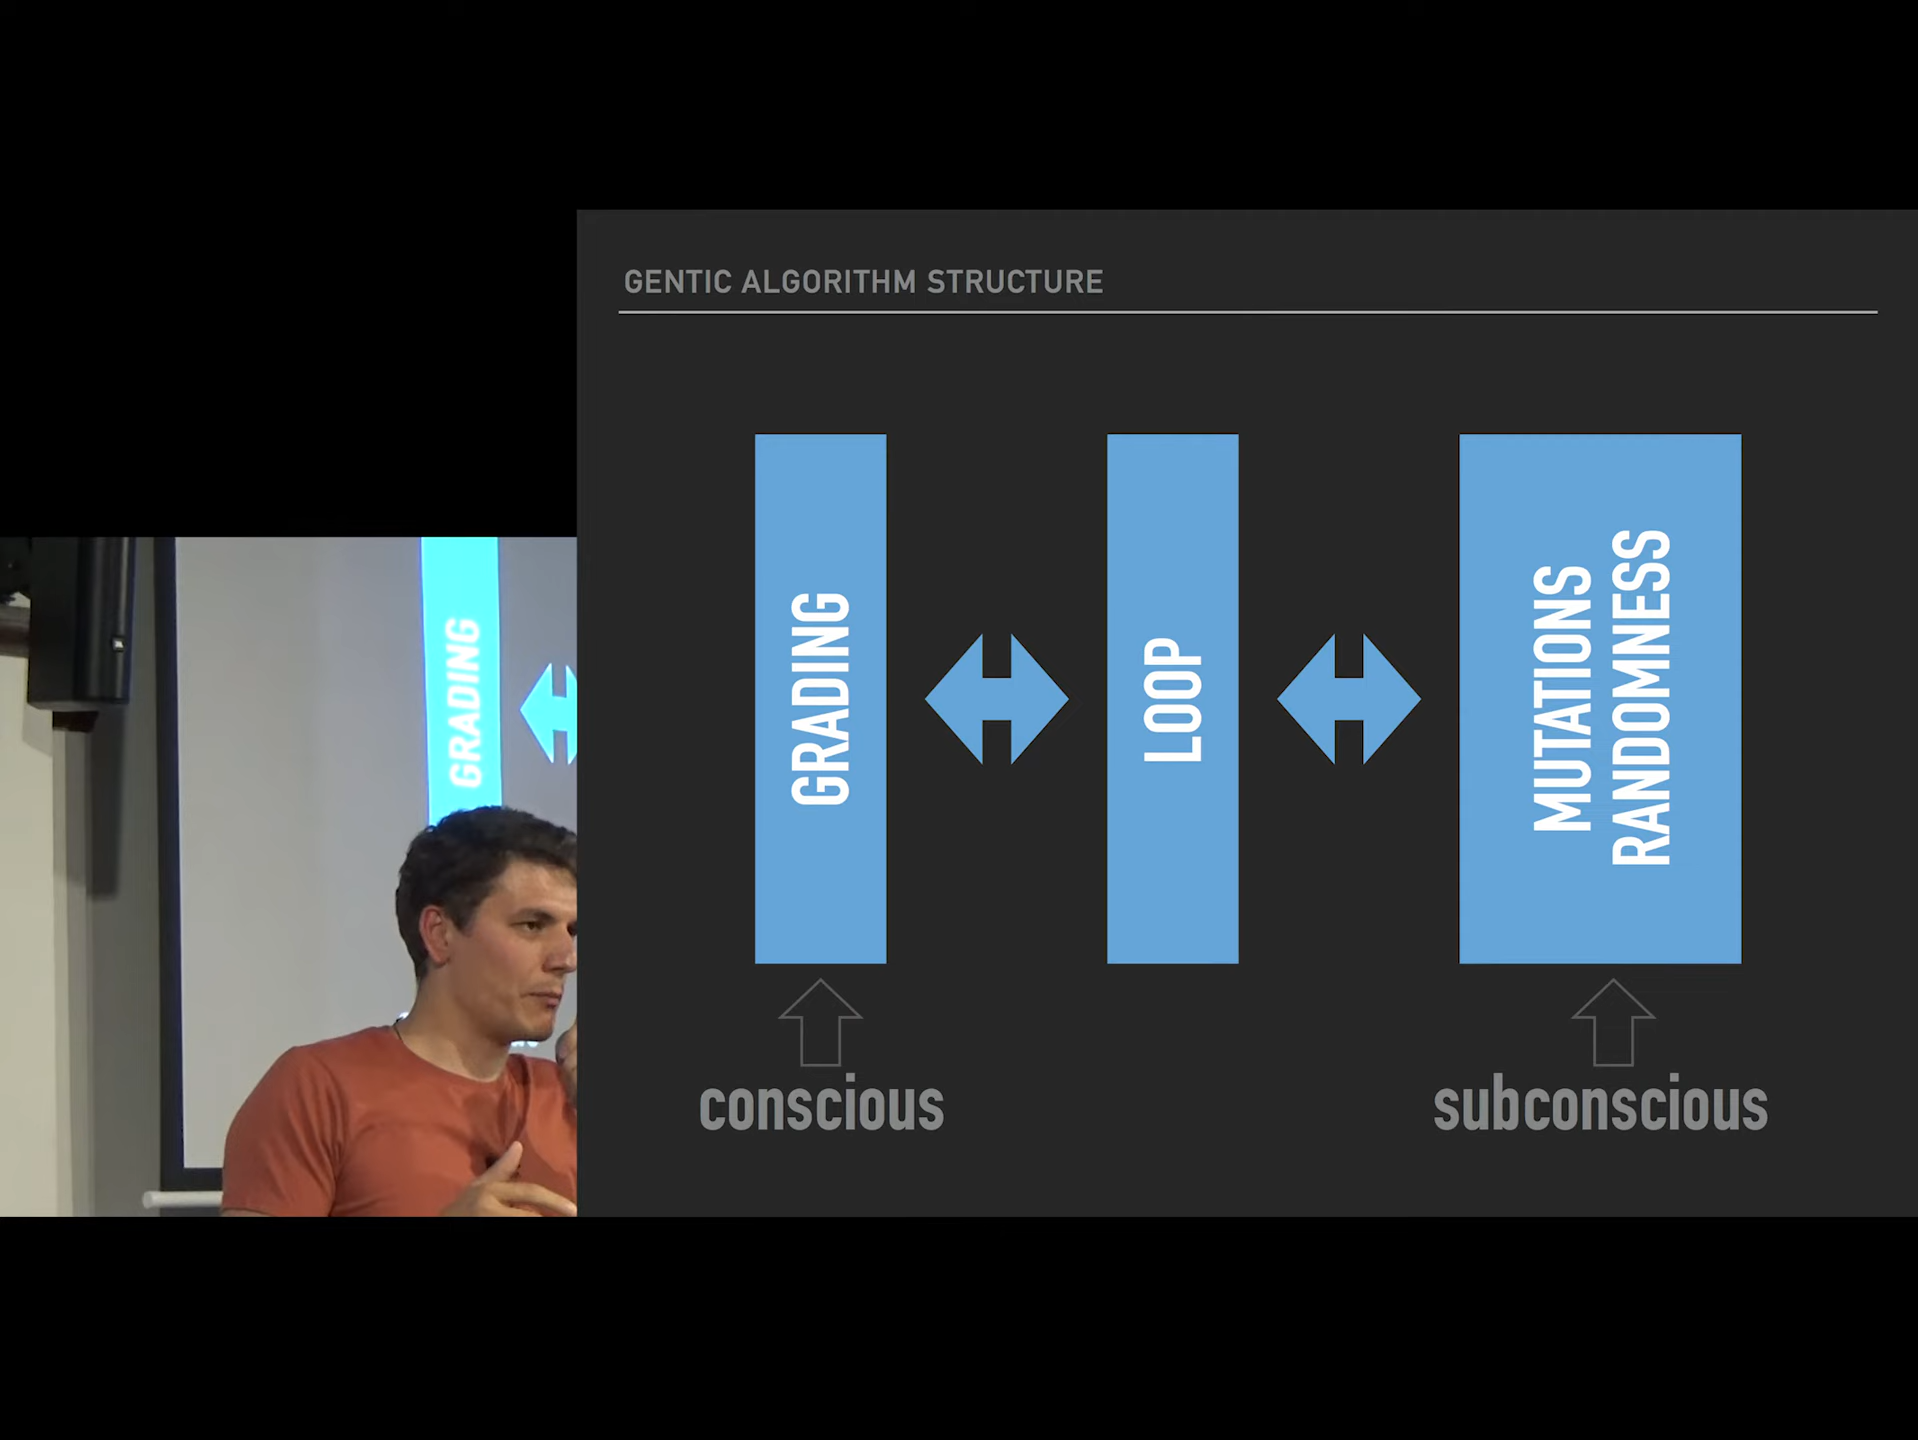 GENTIC ALGORITHM STRUCTURE
GRADING
GRADING
LOOP
MUTATIONS
RANDOMNESS
conscious
subconscious